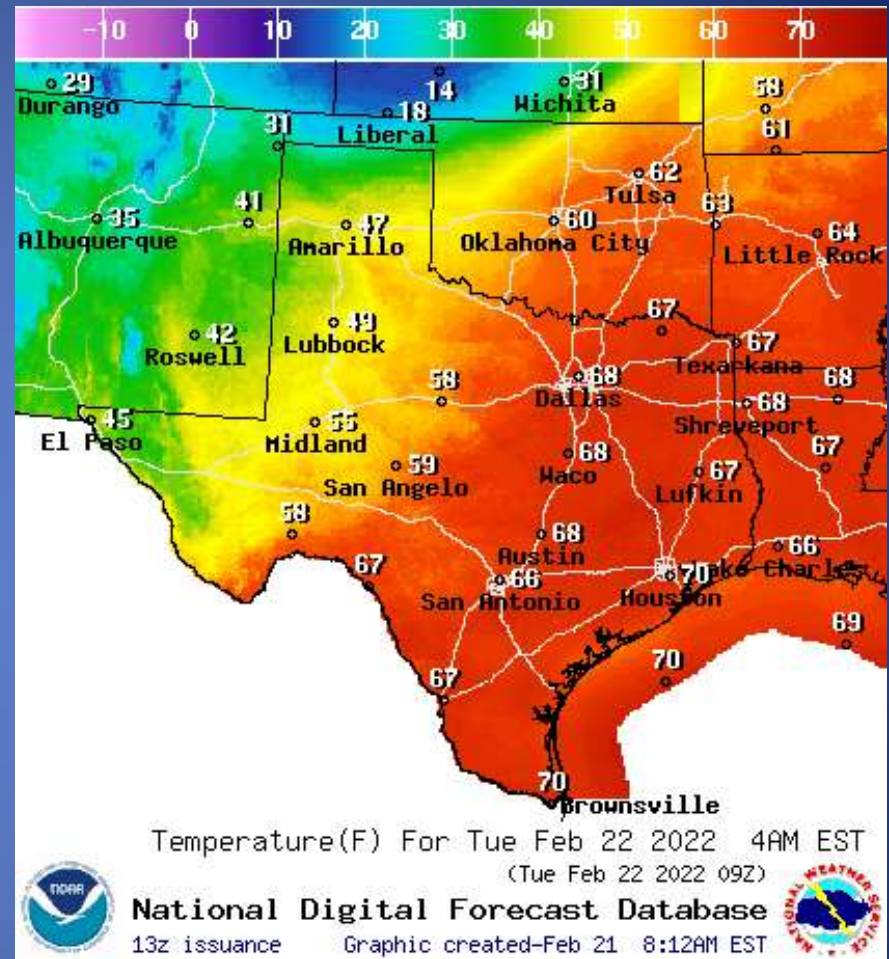 -10 0 10 20 30 40 50 60 70
29
Durango
14
31
Wichita
18
Liberal
58
61
31
62
Tulsa
35
Albuquerque
41
47
Amarillo
60
Oklahoma City
63
64
Little Rock
42
Roswell
49
Lubbock
67
67
Texarkana
68
Dallas
58
68
Shreveport
68
45
El Paso
55
Midland
59
San Angelo
68
Waco
67
Lufkin
67
58
68
Austin
67
66
San Antonio
70
Houston
66
Lake Charles
69
67
70
70
Brownsville
Temperature(F) For Tue Feb 22 2022 4AM EST
(Tue Feb 22 2022 09Z)
NOAA
National Digital Forecast Database
13z issuance Graphic created-Feb 21 8:12AM EST
NATIONAL WEATHER SERVICE